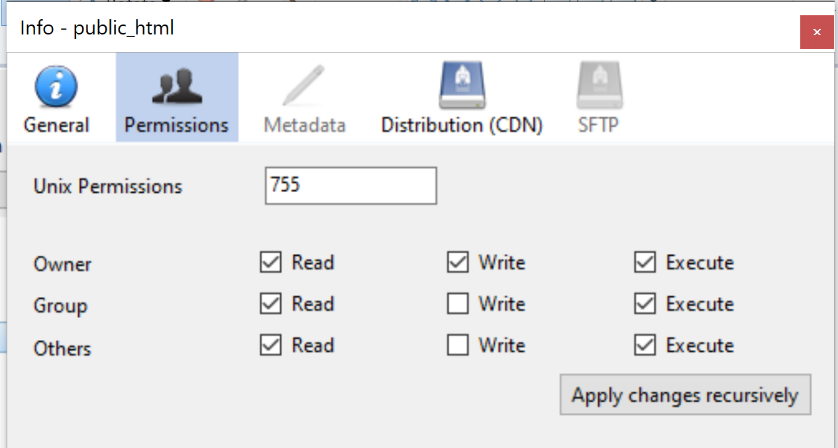 Info - public_html
General Permissions Metadata Distribution (CDN) SFTP
Unix Permissions 755
Owner Read Write Execute
Group Read Write Execute
Others Read Write Execute
Apply changes recursively